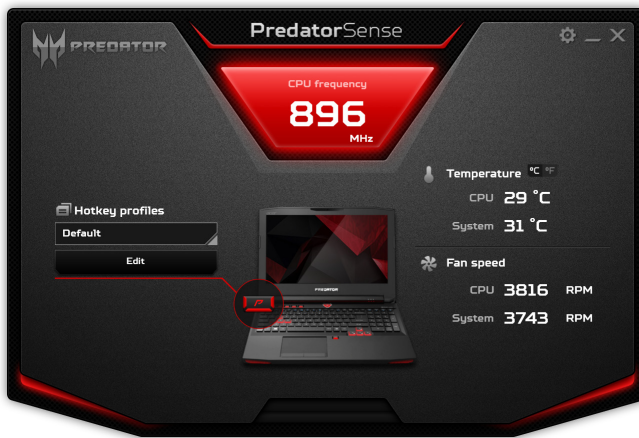 PredatorSense
PREDATOR
CPU frequency
896
MHz
Hotkey profiles
Default
Edit
PREDATOR
Temperature °C °F
CPU 29 °C
System 31 °C
Fan speed
CPU 3816 RPM
System 3743 RPM